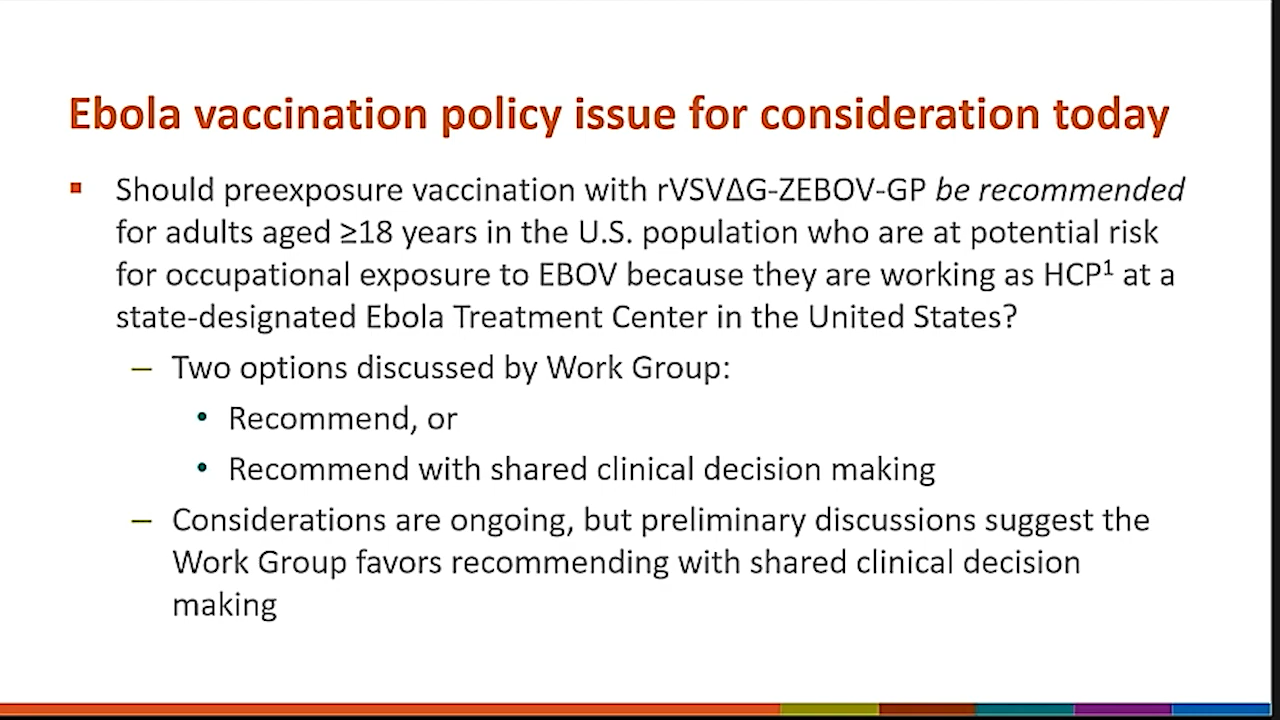 Ebola vaccination policy issue for consideration today
▪ Should preexposure vaccination with rVSVΔG-ZEBOV-GP be recommended
for adults aged ≥18 years in the U.S. population who are at potential risk
for occupational exposure to EBOV because they are working as HCP¹ at a
state-designated Ebola Treatment Center in the United States?
– Two options discussed by Work Group:
• Recommend, or
• Recommend with shared clinical decision making
– Considerations are ongoing, but preliminary discussions suggest the
Work Group favors recommending with shared clinical decision
making